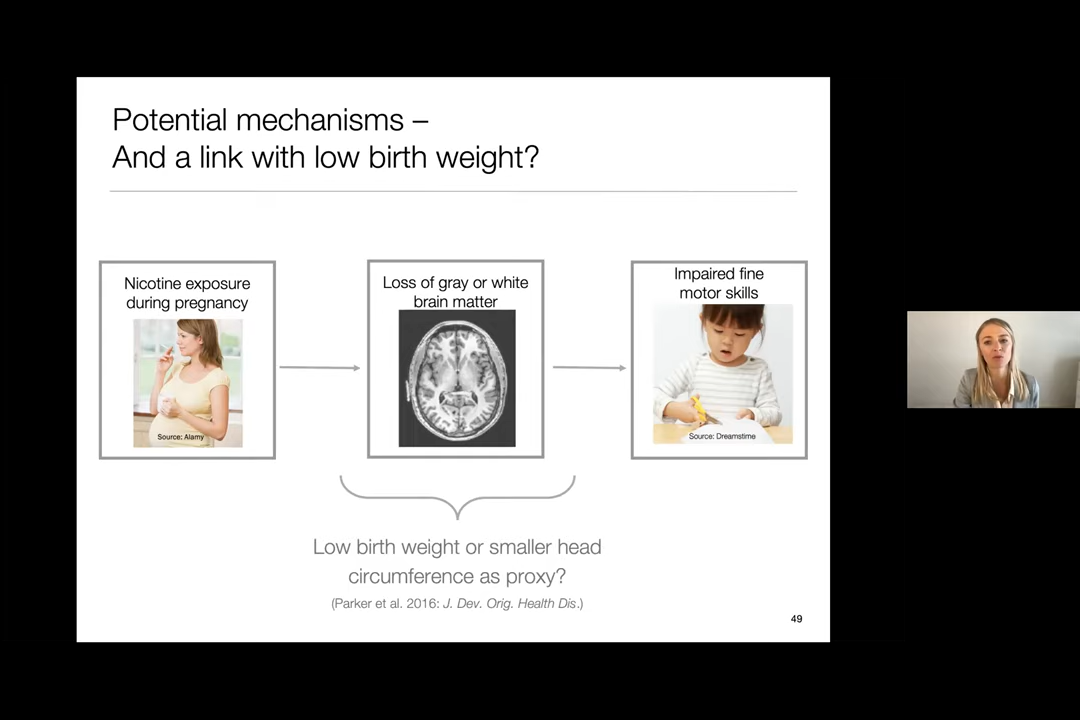 Potential mechanisms –
And a link with low birth weight?
Nicotine exposure
during pregnancy
Source: Alamy
Loss of gray or white
brain matter
Impaired fine
motor skills
Source: Dreamstime
Low birth weight or smaller head
circumference as proxy?
(Parker et al. 2016: J. Dev. Orig. Health Dis.)
49